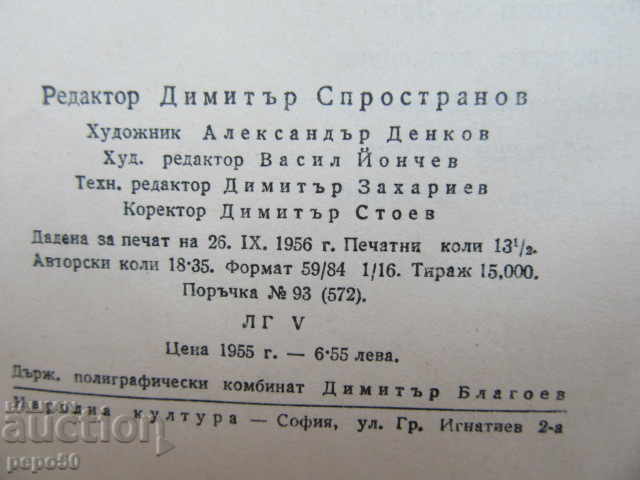 Редактор Димитър Спространов
Художник Александър Денков
Худ. редактор Васил Йончев
Техн. редактор Димитър Захариев
Коректор Димитър Стоев
Дадена за печат на 26. IX. 1956 г. Печатни коли 13¹/₂.
Авторски коли 18·35. Формат 59/84 1/16. Тираж 15,000.
Поръчка № 93 (572).
ЛГ V
Цена 1955 г. — 6·55 лева.
Държ. полиграфически комбинат Димитър Благоев
Народна култура — София, ул. Гр. Игнатиев 2-а
auction
pepo50